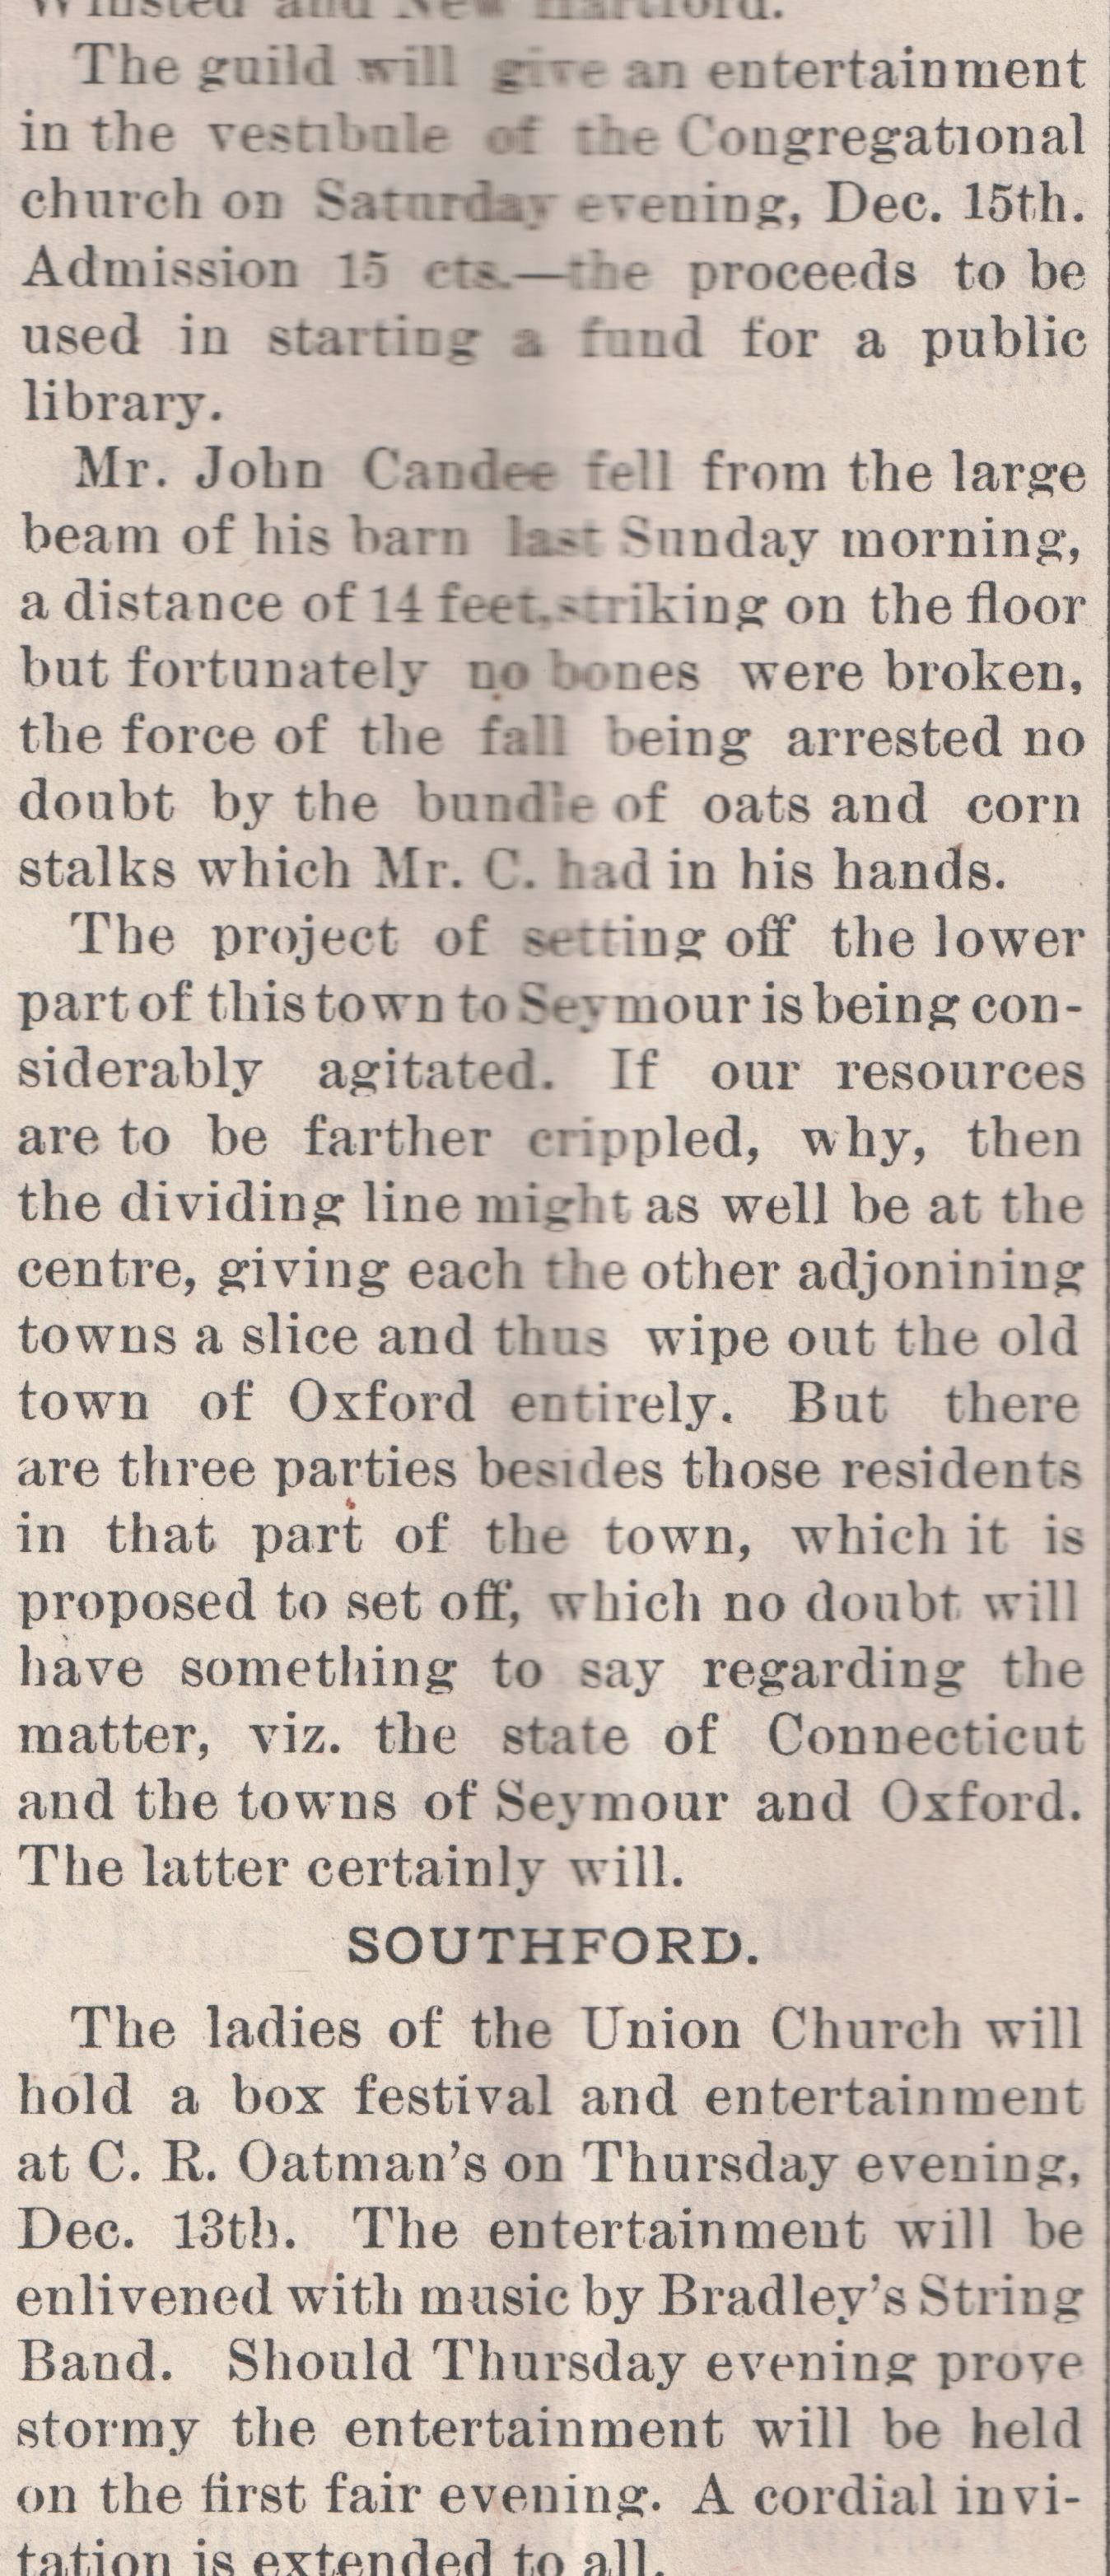 Winsted and New Hartford.
The guild will give an entertainment
in the vestibule of the Congregational
church on Saturday evening, Dec. 15th.
Admission 15 cts.—the proceeds to be
used in starting a fund for a public
library.
Mr. John Candee fell from the large
beam of his barn last Sunday morning,
a distance of 14 feet, striking on the floor
but fortunately no bones were broken,
the force of the fall being arrested no
doubt by the bundle of oats and corn
stalks which Mr. C. had in his hands.
The project of setting off the lower
part of this town to Seymour is being con-
siderably agitated. If our resources
are to be farther crippled, why, then
the dividing line might as well be at the
centre, giving each the other adjonining
towns a slice and thus wipe out the old
town of Oxford entirely. But there
are three parties besides those residents
in that part of the town, which it is
proposed to set off, which no doubt will
have something to say regarding the
matter, viz. the state of Connecticut
and the towns of Seymour and Oxford.
The latter certainly will.
SOUTHFORD.
The ladies of the Union Church will
hold a box festival and entertainment
at C. R. Oatman's on Thursday evening,
Dec. 13th. The entertainment will be
enlivened with music by Bradley's String
Band. Should Thursday evening prove
stormy the entertainment will be held
on the first fair evening. A cordial invi-
tation is extended to all.